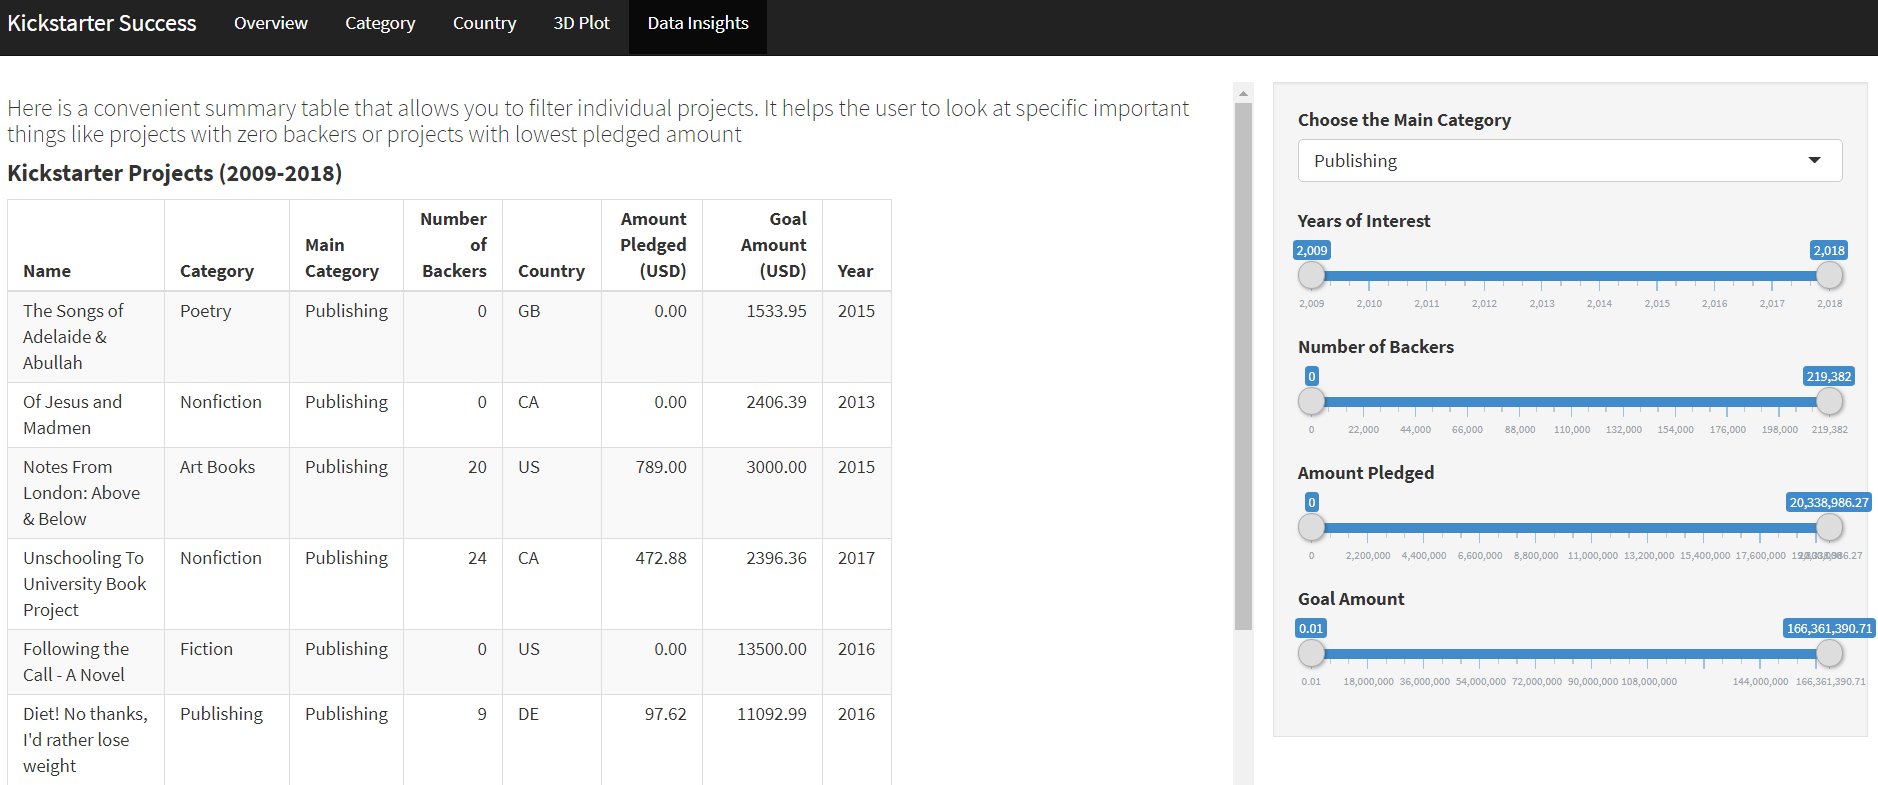 Kickstarter Success Overview Category Country 3D Plot Data Insights
Here is a convenient summary table that allows you to filter individual projects. It helps the user to look at specific important
things like projects with zero backers or projects with lowest pledged amount
Kickstarter Projects (2009-2018)
Name Category Main Category Number of Backers Country Amount Pledged (USD) Goal Amount (USD) Year
The Songs of Adelaide & Abullah Poetry Publishing 0 GB 0.00 1533.95 2015
Of Jesus and Madmen Nonfiction Publishing 0 CA 0.00 2406.39 2013
Notes From London: Above & Below Art Books Publishing 20 US 789.00 3000.00 2015
Unschooling To University Book Project Nonfiction Publishing 24 CA 472.88 2396.36 2017
Following the Call - A Novel Fiction Publishing 0 US 0.00 13500.00 2016
Diet! No thanks, I'd rather lose weight Publishing Publishing 9 DE 97.62 11092.99 2016
Choose the Main Category
Publishing
Years of Interest
2,009 2,018
2,009 2,010 2,011 2,012 2,013 2,014 2,015 2,016 2,017 2,018
Number of Backers
0 219,382
0 22,000 44,000 66,000 88,000 110,000 132,000 154,000 176,000 198,000 219,382
Amount Pledged
0 20,338,986.27
0 2,200,000 4,400,000 6,600,000 8,800,000 11,000,000 13,200,000 15,400,000 17,600,000
Goal Amount
0.01 166,361,390.71
0.01 18,000,000 36,000,000 54,000,000 72,000,000 90,000,000 108,000,000 144,000,000 166,361,390.71